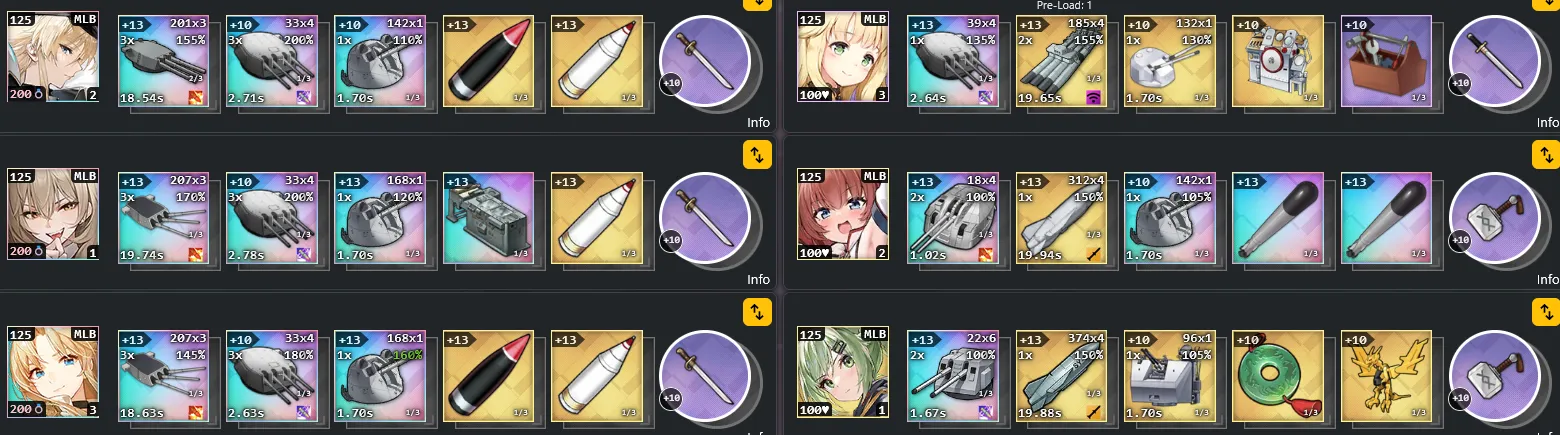 Pre-Load: 1
125 MLB +13 201x3 +10 33x4 +10 142x1 +13 +13
3x 155% 3x 200% 1x 110%
2/3 1/3
200 2 18.54s 2.71s 1.70s 1/3 1/3 1/3 +10
Info
125 MLB +13 39x4 +13 185x4 +10 132x1 +10 +10
1x 135% 2x 155% 1x 130%
1/3 1/3
100♥ 3 2.64s 19.65s 1.70s 1/3 1/3 1/3 +10
Info
125 MLB +13 207x3 +10 33x4 +13 168x1 +13 +13
3x 170% 3x 200% 1x 120%
1/3 1/3
200 1 19.74s 2.78s 1.70s 1/3 1/3 1/3 +10
Info
125 MLB +13 18x4 +13 312x4 +10 142x1 +13 +13
2x 100% 1x 150% 1x 105%
1/3 1/3
100♥ 2 1.02s 19.94s 1.70s 1/3 1/3 1/3 +10
Info
125 MLB +13 207x3 +10 33x4 +13 168x1 +13 +13
3x 145% 3x 180% 1x 160%
1/3 1/3
200 3 18.63s 2.63s 1.70s 1/3 1/3 1/3 +10
125 MLB +13 22x6 +13 374x4 +10 96x1 +10 +10
2x 100% 1x 150% 1x 105%
1/3 1/3
100♥ 1 1.67s 19.88s 1.70s 1/3 1/3 1/3 +10